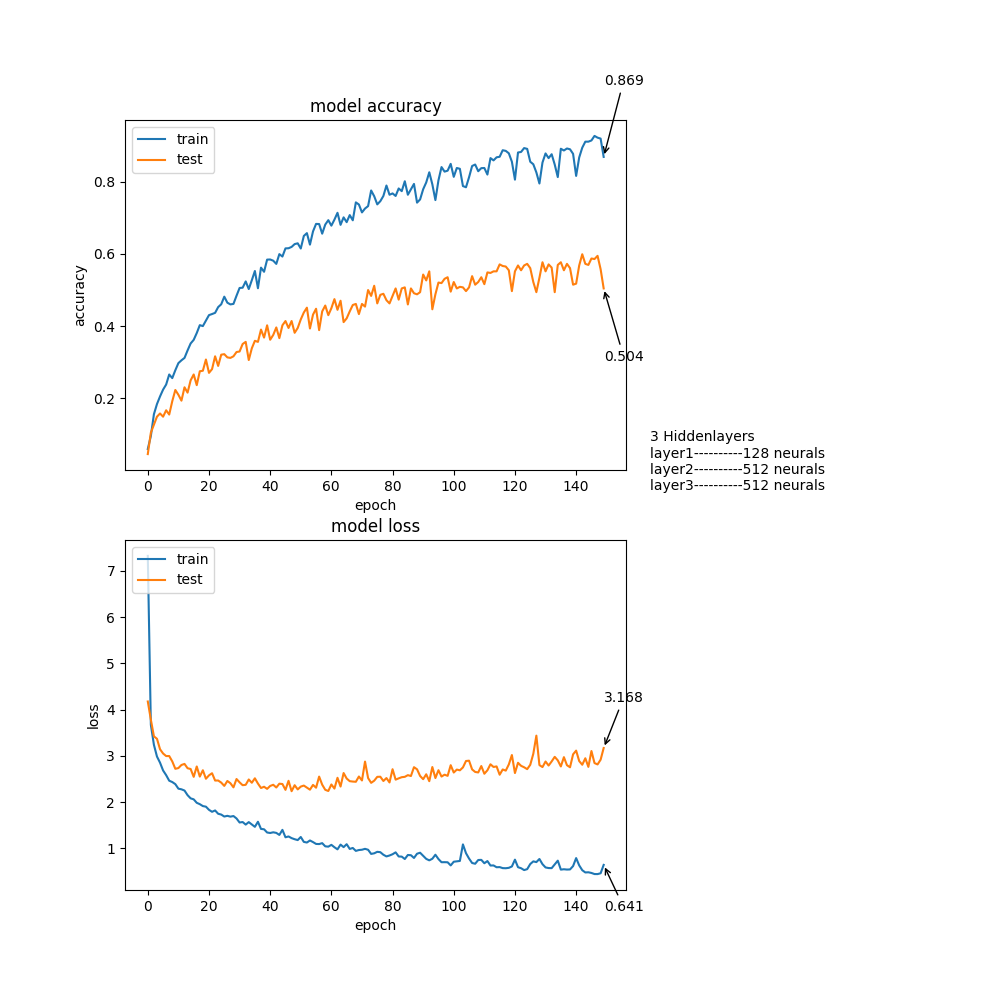 0.869
model accuracy
train
test
0.8
0.6
0.4
0.2
accuracy
0.504
0 20 40 60 80 100 120 140
epoch
3 Hiddenlayers
layer1----------128 neurals
layer2----------512 neurals
layer3----------512 neurals
model loss
train
test
7
6
5
4
3
2
1
loss
3.168
0 20 40 60 80 100 120 140
0.641
epoch